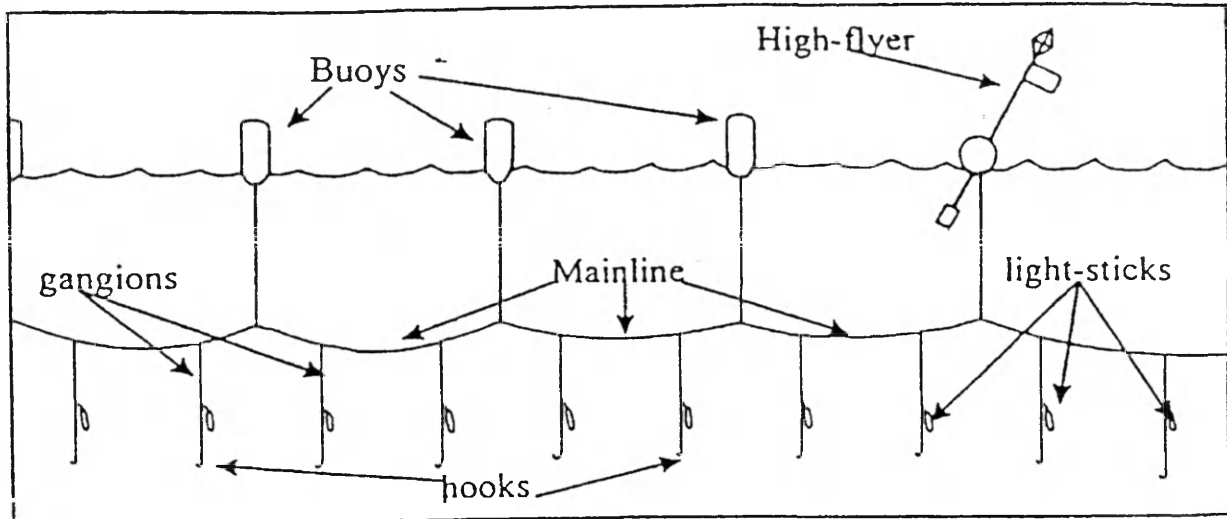 High-flyer
Buoys
gangions
Mainline
light-sticks
hooks